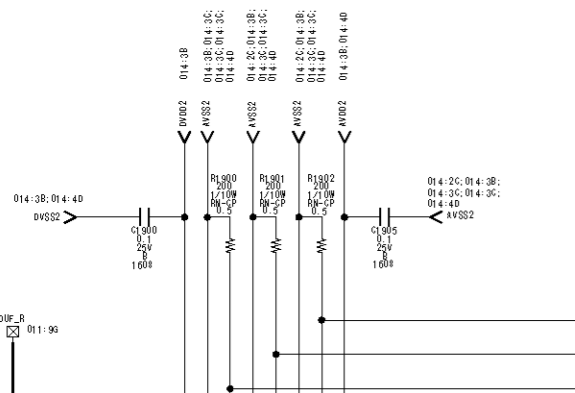 014:3B
DVDD2
014:3B;014:3C;
014:3C;014:3C;
014:4D
AVSS2
014:2C;014:3B;
014:3C;014:3C;
014:4D
AVSS2
014:2C;014:3B;
014:3C;014:3C;
014:4D
AVSS2
014:3B;014:4D
AVDD2
R1900
200
1/10W
RN-CP
0.5
R1901
200
1/10W
RN-CP
0.5
R1902
200
1/10W
RN-CP
0.5
014:3B;014:4D
DVSS2
C1900
0.1
25V
B
1608
C1905
0.1
25V
B
1608
014:2C;014:3B;
014:3C;014:3C;
014:4D
AVSS2
OUF_R
011:9G